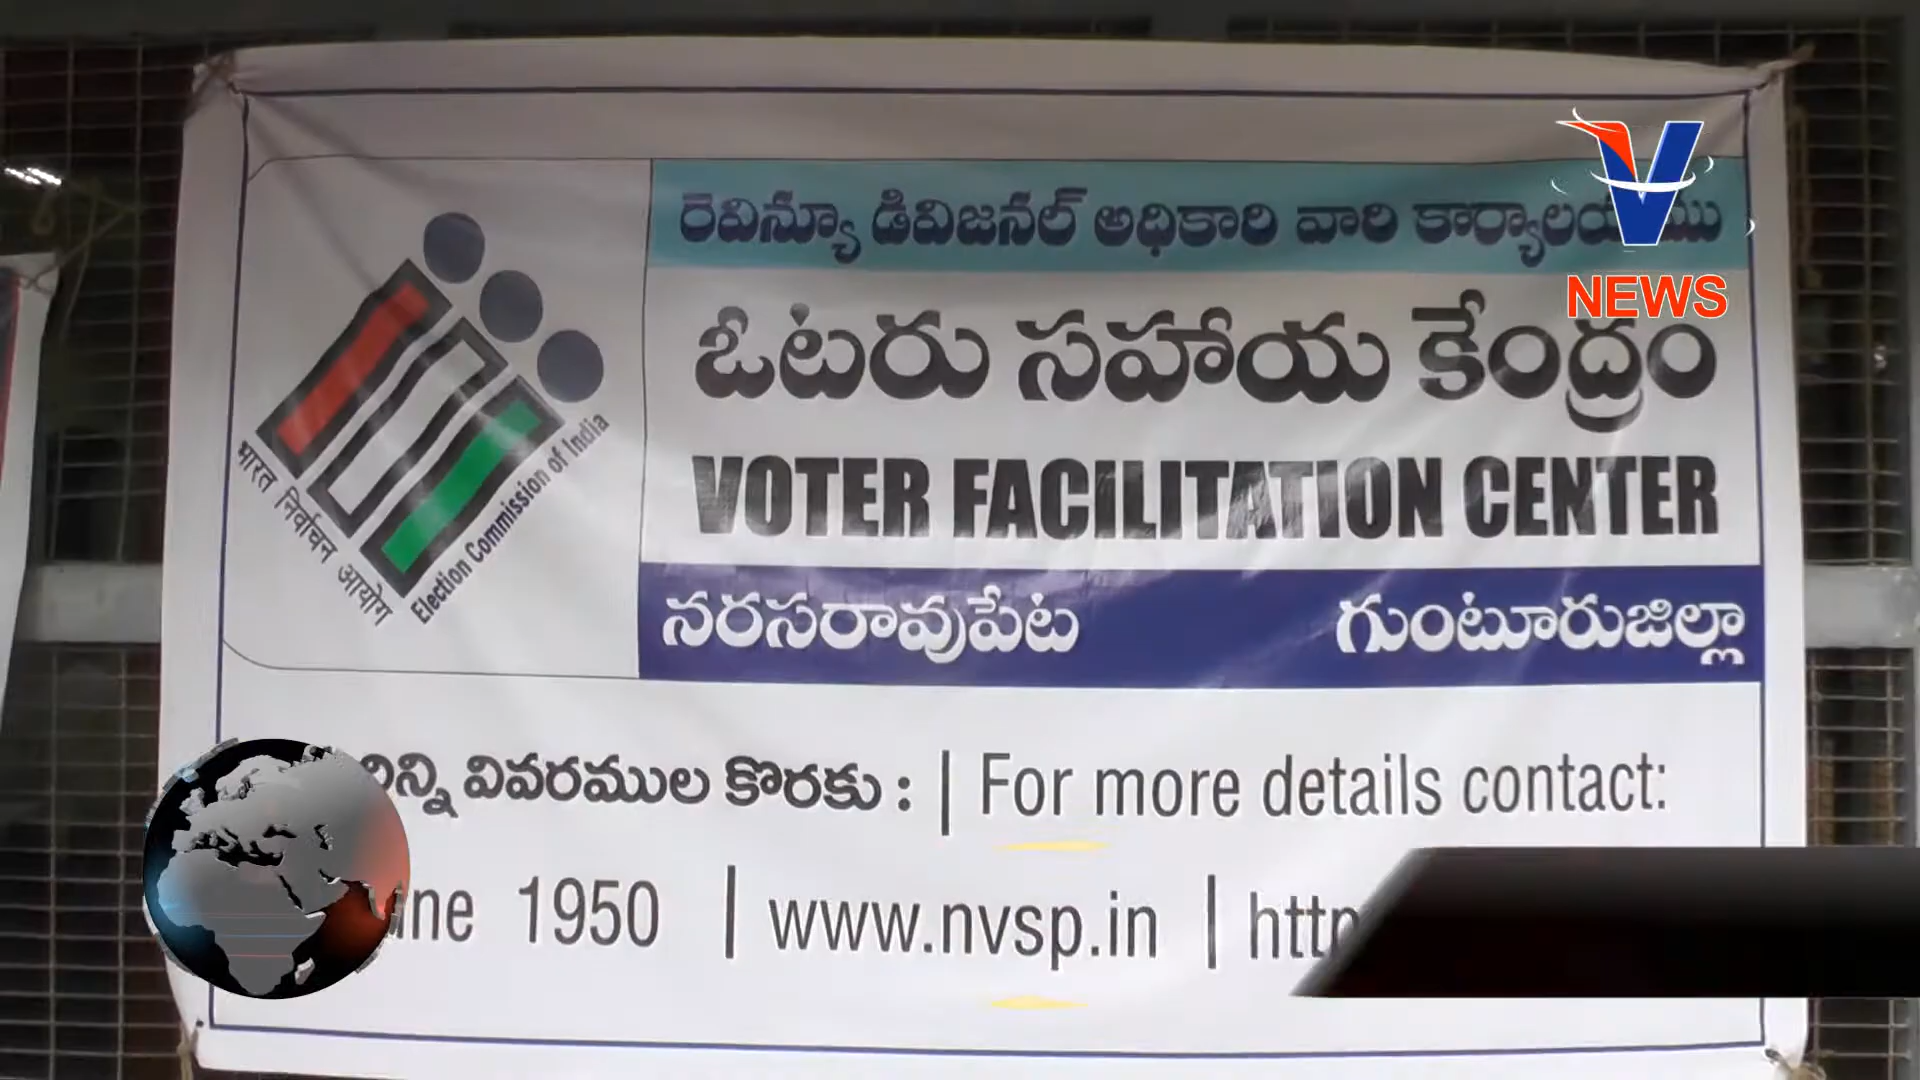 రెవిన్యూ డివిజనల్ అధికారి వారి
ఓటరు సహాయ కేంద్రం
VOTER FACILITATION CENTER
నరసరావుపేట గుంటూరుజిల్లా
भारत निर्वाचन आयोग
Election Commission of India
వివరముల కొరకు : | For more details contact:
1950 | www.nvsp.in |
V
NEWS